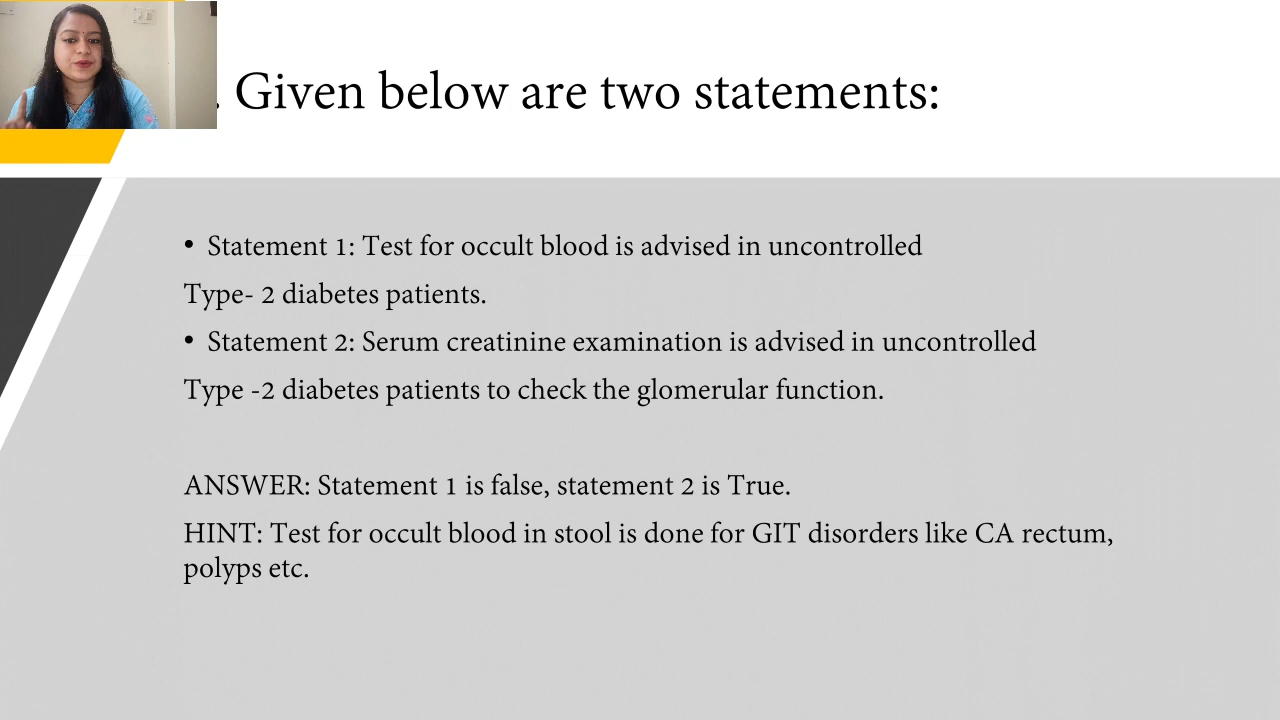 . Given below are two statements:
• Statement 1: Test for occult blood is advised in uncontrolled
Type- 2 diabetes patients.
• Statement 2: Serum creatinine examination is advised in uncontrolled
Type -2 diabetes patients to check the glomerular function.
ANSWER: Statement 1 is false, statement 2 is True.
HINT: Test for occult blood in stool is done for GIT disorders like CA rectum,
polyps etc.